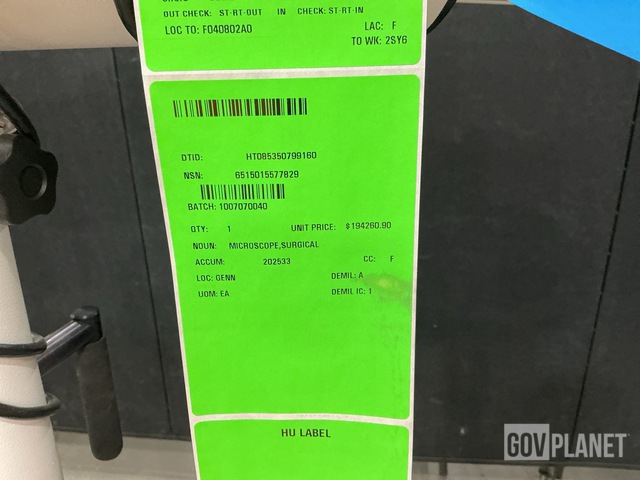 OUT CHECK: ST-RT-OUT IN CHECK: ST-RT-IN
LOC TO: F040802A0 LAC: F
TO WK: 2SY6
DTID: HT085350799160
NSN: 6515015577829
BATCH: 1007070040
QTY: 1 UNIT PRICE: $194260.90
NOUN: MICROSCOPE,SURGICAL
ACCUM: 202533 CC: F
LOC: GENN DEMIL: A
UOM: EA DEMIL IC: 1
HU LABEL
GOVPLANET